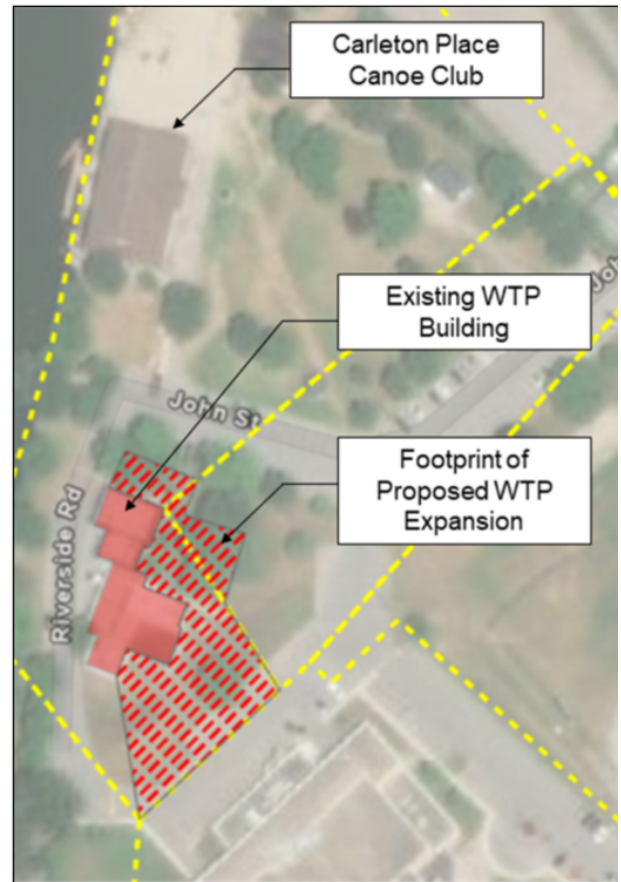 Carleton Place
Canoe Club
Existing WTP
Building
John St
Footprint of
Proposed WTP
Expansion
Riverside Rd